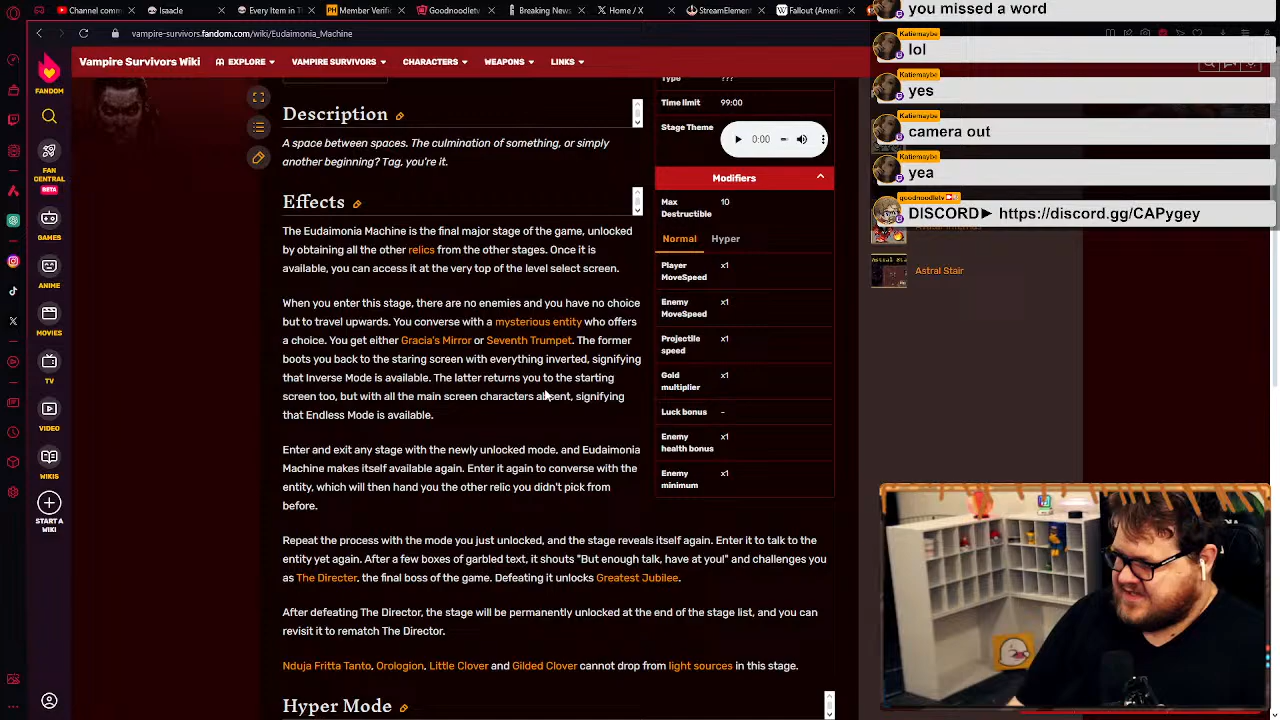 Isaacle
Every Item in T
Member Verifi
Goodnoodletv
Breaking News
Home / X
StreamElement
Fallout (Americ
vampire-survivors.fandom.com/wiki/Eudaimonia_Machine
FANDOM
FAN CENTRAL
BETA
GAMES
ANIME
MOVIES
TV
VIDEO
WIKIS
START A WIKI
Vampire Survivors Wiki
EXPLORE
VAMPIRE SURVIVORS
CHARACTERS
WEAPONS
LINKS
Description
A space between spaces. The culmination of something, or simply
another beginning? Tag, you're it.
Effects
The Eudaimonia Machine is the final major stage of the game, unlocked
by obtaining all the other relics from the other stages. Once it is
available, you can access it at the very top of the level select screen.
When you enter this stage, there are no enemies and you have no choice
but to travel upwards. You converse with a mysterious entity who offers
a choice. You get either Gracia's Mirror or Seventh Trumpet. The former
boots you back to the staring screen with everything inverted, signifying
that Inverse Mode is available. The latter returns you to the starting
screen too, but with all the main screen characters absent, signifying
that Endless Mode is available.
Enter and exit any stage with the newly unlocked mode, and Eudaimonia
Machine makes itself available again. Enter it again to converse with the
entity, which will then hand you the other relic you didn't pick from
before.
Repeat the process with the mode you just unlocked, and the stage reveals itself again. Enter it to talk to the
entity yet again. After a few boxes of garbled text, it shouts "But enough talk, have at you!" and challenges you
as The Directer, the final boss of the game. Defeating it unlocks Greatest Jubilee.
After defeating The Director, the stage will be permanently unlocked at the end of the stage list, and you can
revisit it to rematch The Director.
Nduja Fritta Tanto, Orologion, Little Clover and Gilded Clover cannot drop from light sources in this stage.
Hyper Mode
Type ???
Time limit 99:00
Stage Theme 0:00
Modifiers
Max Destructible 10
Normal Hyper
Player MoveSpeed x1
Enemy MoveSpeed x1
Projectile speed x1
Gold multiplier x1
Luck bonus -
Enemy health bonus x1
Enemy minimum x1
you missed a word
Katiemaybe
lol
Katiemaybe
yes
Katiemaybe
camera out
Katiemaybe
yea
goodnoodletv
DISCORD► https://discord.gg/CAPygey
Astral Stair